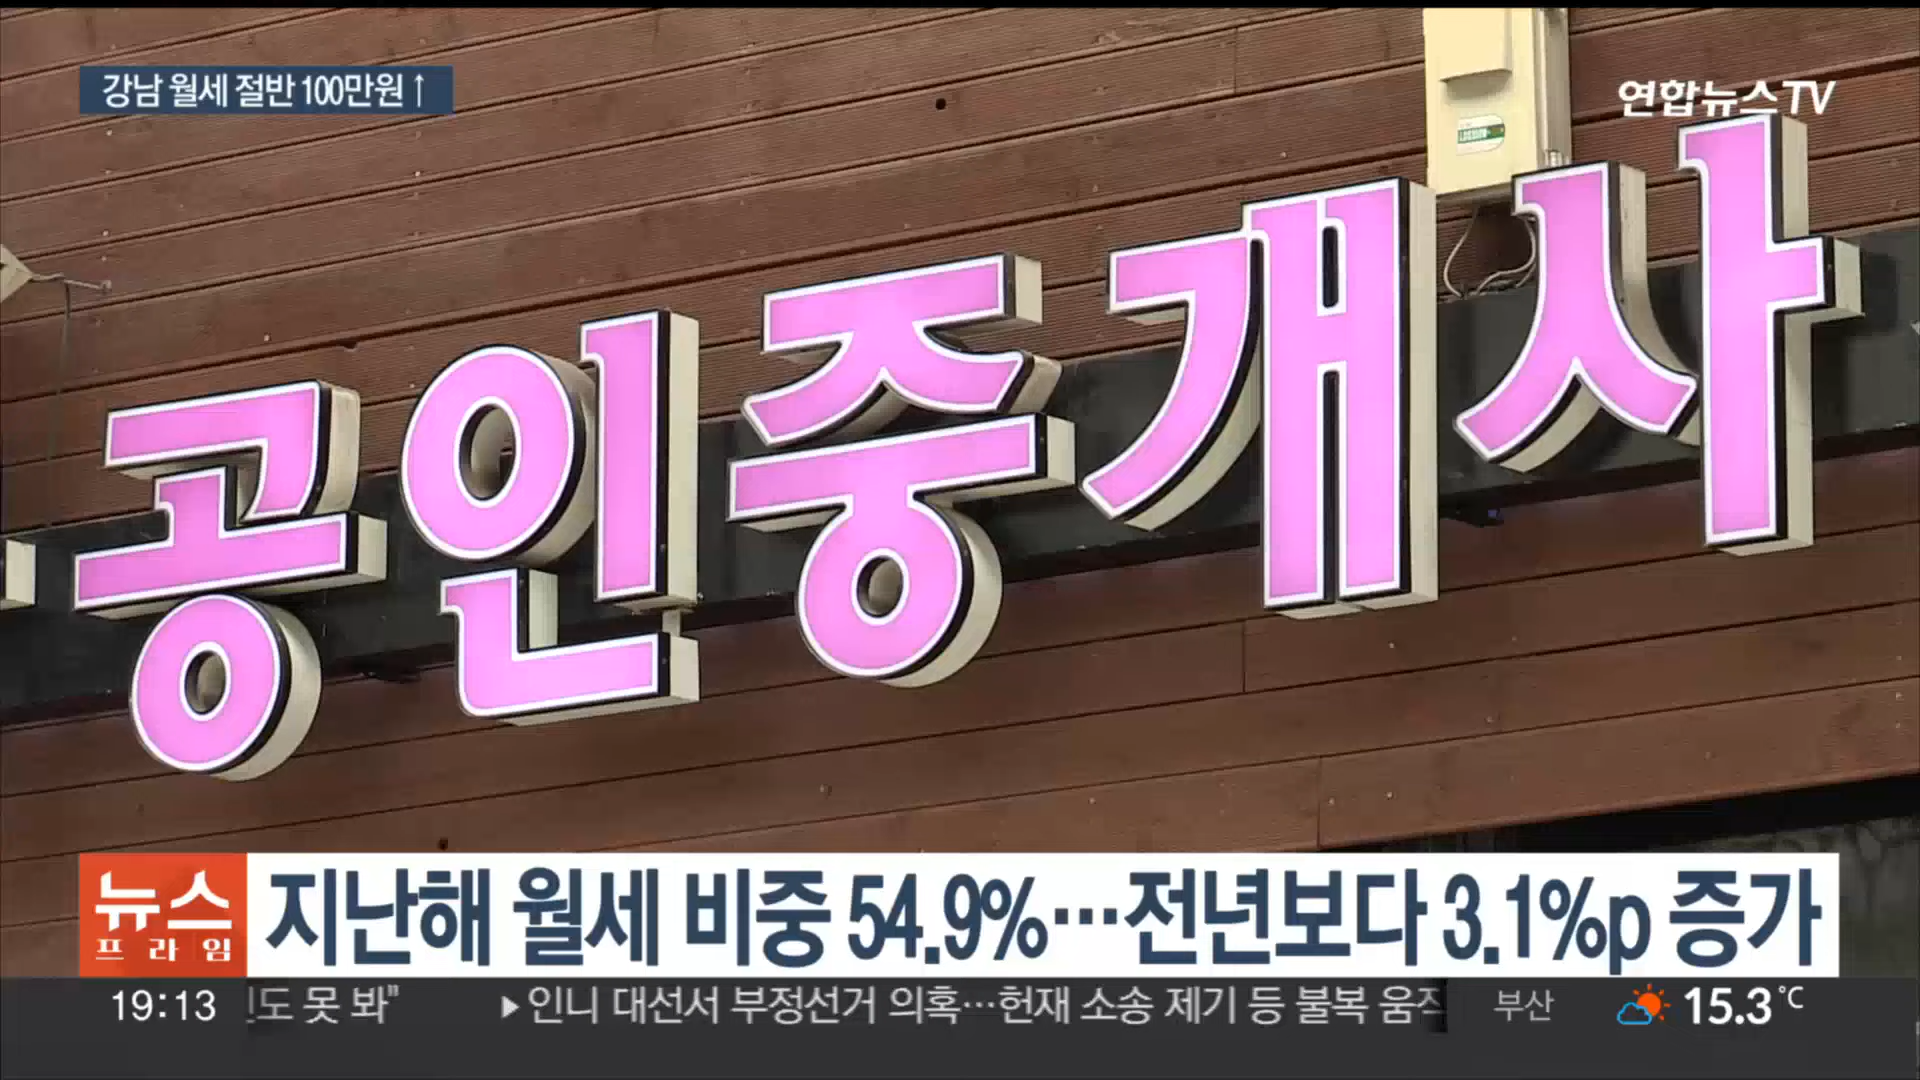 강남 월세 절반 100만원↑
연합뉴스TV
공인중개사
뉴스
프라임
지난해 월세 비중 54.9%…전년보다 3.1%p 증가
19:13
도 못 봐"
▶인니 대선서 부정선거 의혹…헌재 소송 제기 등 불복 움직
부산
15.3℃